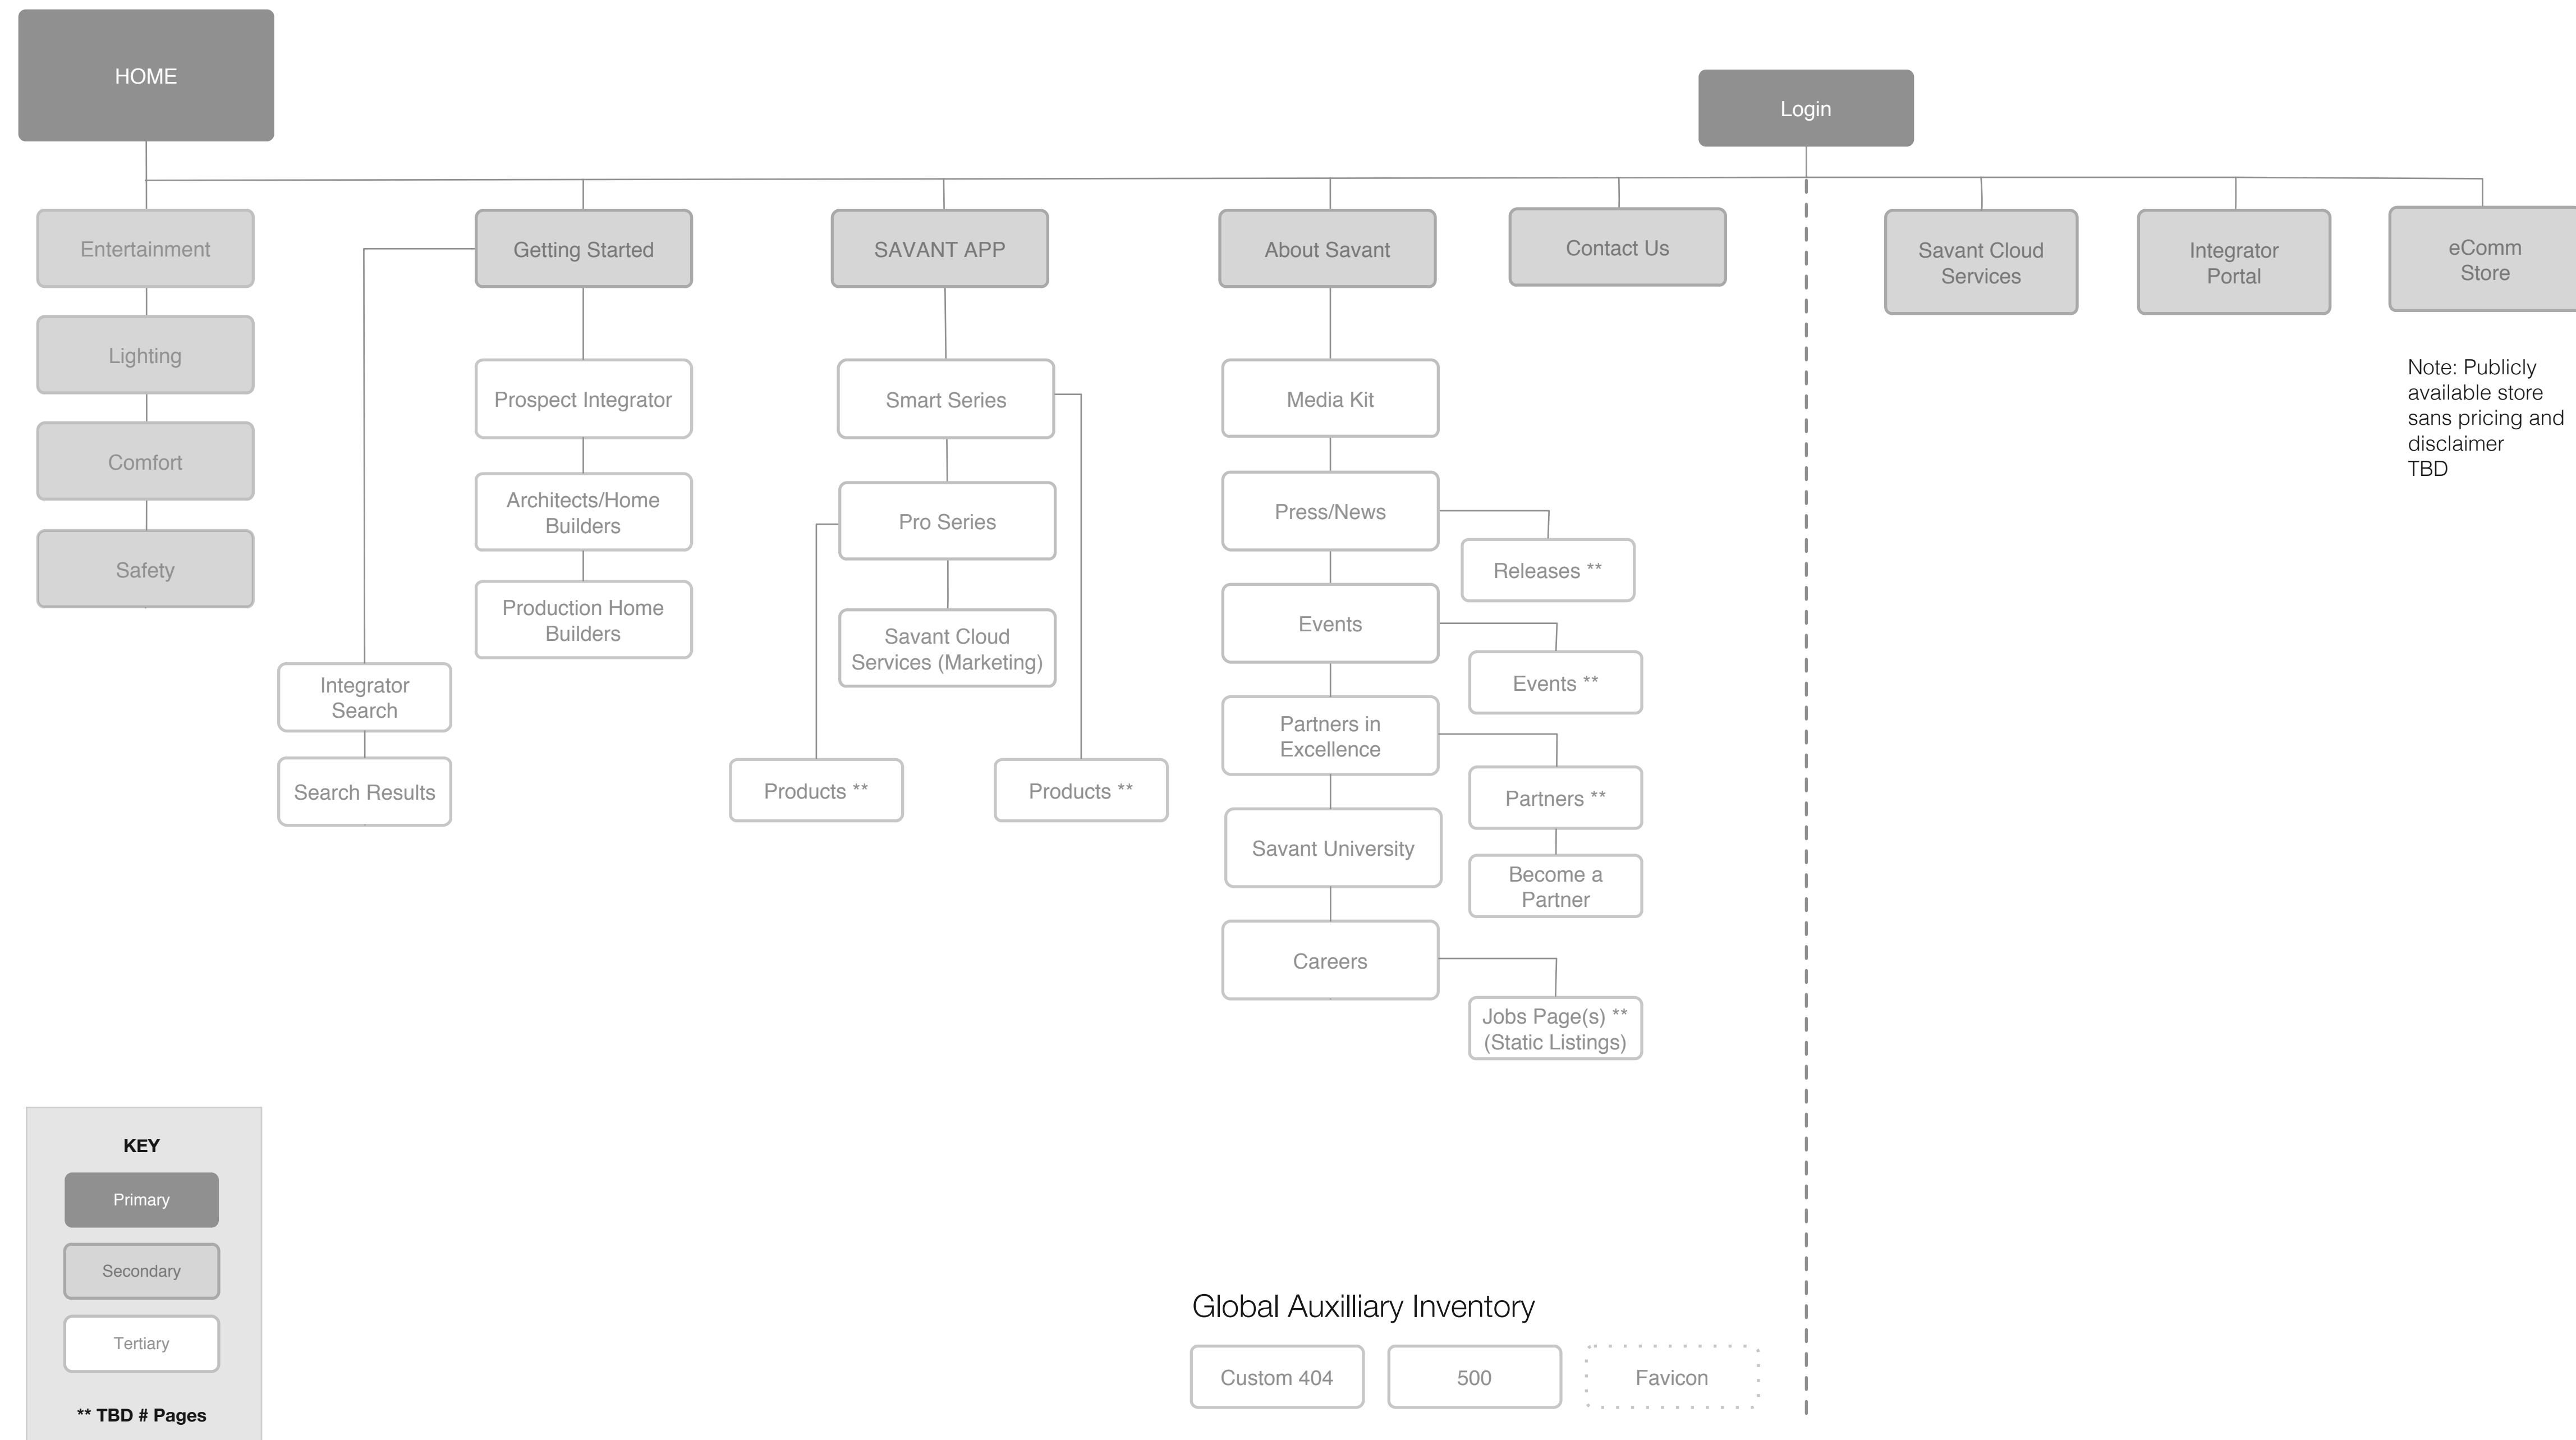 HOME
Login
Entertainment
Lighting
Comfort
Safety
Getting Started
Prospect Integrator
Architects/Home
Builders
Production Home
Builders
Integrator
Search
Search Results
SAVANT APP
Smart Series
Pro Series
Savant Cloud
Services (Marketing)
Products **
Products **
About Savant
Media Kit
Press/News
Releases **
Events
Events **
Partners in
Excellence
Partners **
Become a
Partner
Savant University
Careers
Jobs Page(s) **
(Static Listings)
Contact Us
Savant Cloud
Services
Integrator
Portal
eComm
Store
Note: Publicly
available store
sans pricing and
disclaimer
TBD
KEY
Primary
Secondary
Tertiary
** TBD # Pages
Global Auxilliary Inventory
Custom 404
500
Favicon